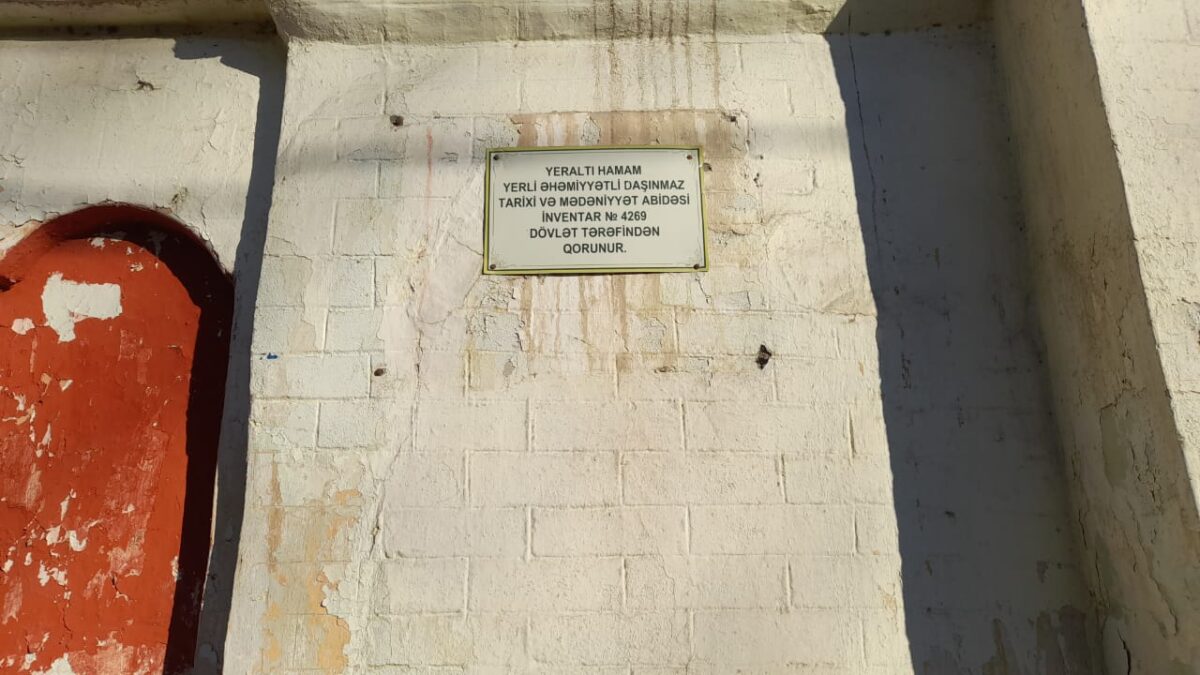 YERALTI HAMAM
YERLİ ƏHƏMİYYƏTLİ DAŞINMAZ
TARİXİ VƏ MƏDƏNİYYƏT ABİDƏSİ
İNVENTAR № 4269
DÖVLƏT TƏRƏFİNDƏN
QORUNUR.